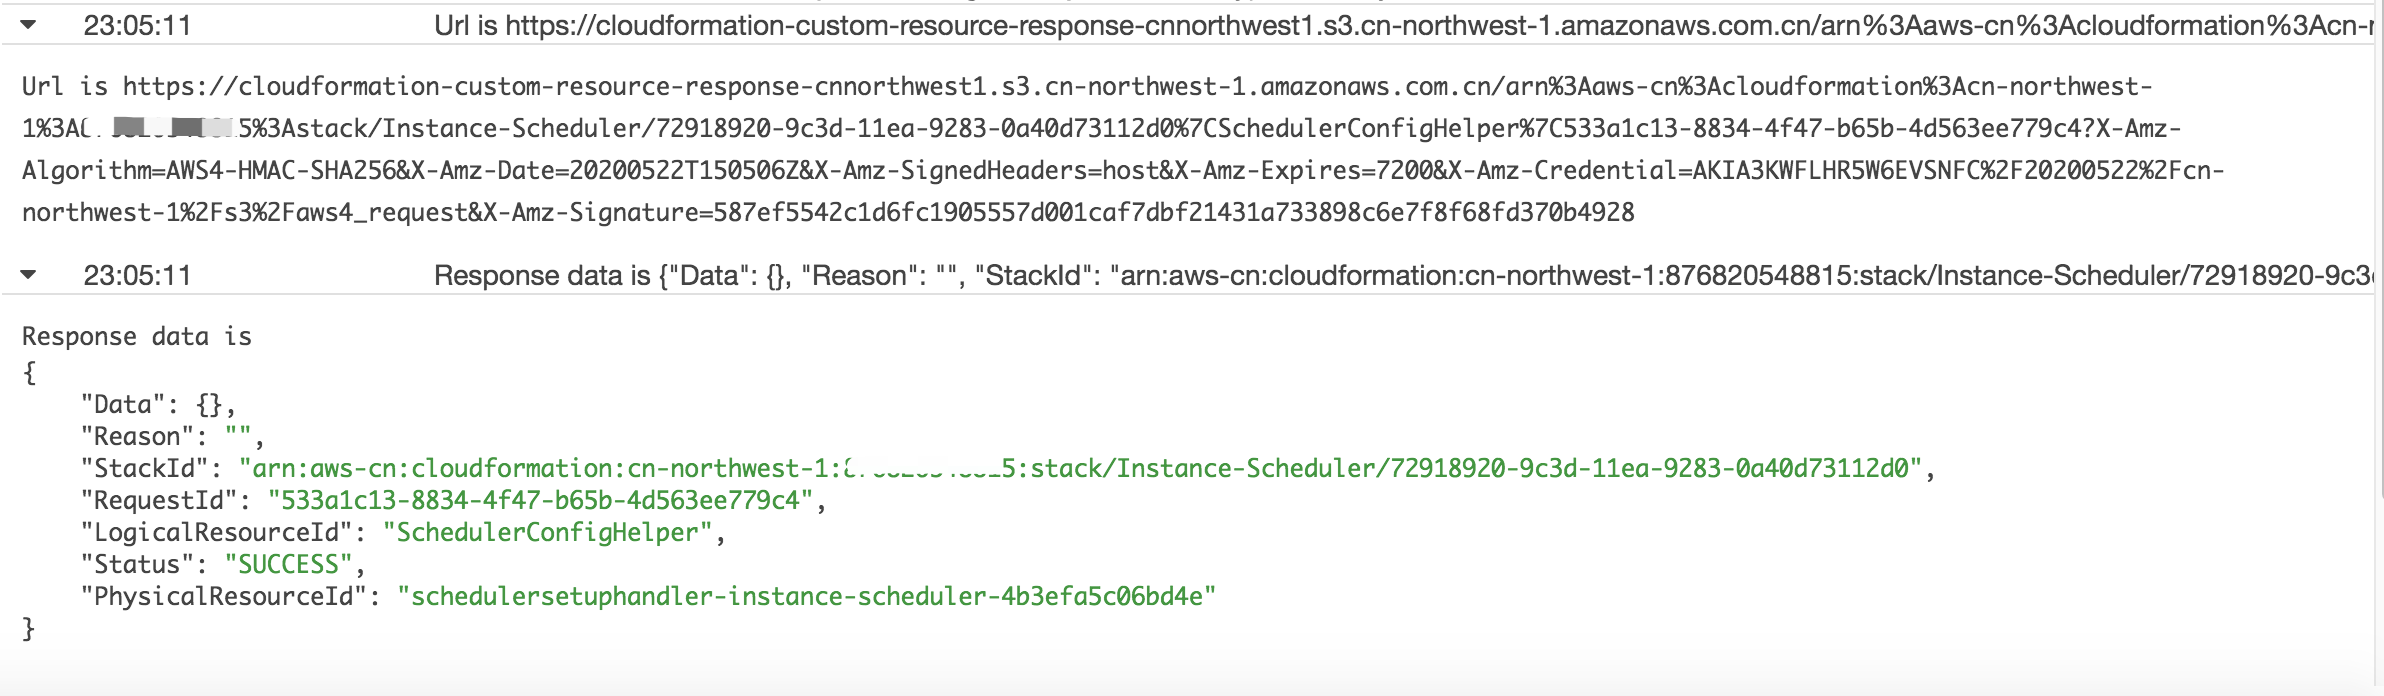 23:05:11 Url is https://cloudformation-custom-resource-response-cnnorthwest1.s3.cn-northwest-1.amazonaws.com.cn/arn%3Aaws-cn%3Acloudformation%3Acn-r
Url is https://cloudformation-custom-resource-response-cnnorthwest1.s3.cn-northwest-1.amazonaws.com.cn/arn%3Aaws-cn%3Acloudformation%3Acn-northwest-
1%3A 5%3Astack/Instance-Scheduler/72918920-9c3d-11ea-9283-0a40d73112d0%7CSchedulerConfigHelper%7C533a1c13-8834-4f47-b65b-4d563ee779c4?X-Amz-
Algorithm=AWS4-HMAC-SHA256&X-Amz-Date=20200522T150506Z&X-Amz-SignedHeaders=host&X-Amz-Expires=7200&X-Amz-Credential=AKIA3KWFLHR5W6EVSNFC%2F20200522%2Fcn-
northwest-1%2Fs3%2Faws4_request&X-Amz-Signature=587ef5542c1d6fc1905557d001caf7dbf21431a733898c6e7f8f68fd370b4928
23:05:11 Response data is {"Data": {}, "Reason": "", "StackId": "arn:aws-cn:cloudformation:cn-northwest-1:876820548815:stack/Instance-Scheduler/72918920-9c3
Response data is
{
"Data": {},
"Reason": "",
"StackId": "arn:aws-cn:cloudformation:cn-northwest-1: 5:stack/Instance-Scheduler/72918920-9c3d-11ea-9283-0a40d73112d0",
"RequestId": "533a1c13-8834-4f47-b65b-4d563ee779c4",
"LogicalResourceId": "SchedulerConfigHelper",
"Status": "SUCCESS",
"PhysicalResourceId": "schedulersetuphandler-instance-scheduler-4b3efa5c06bd4e"
}